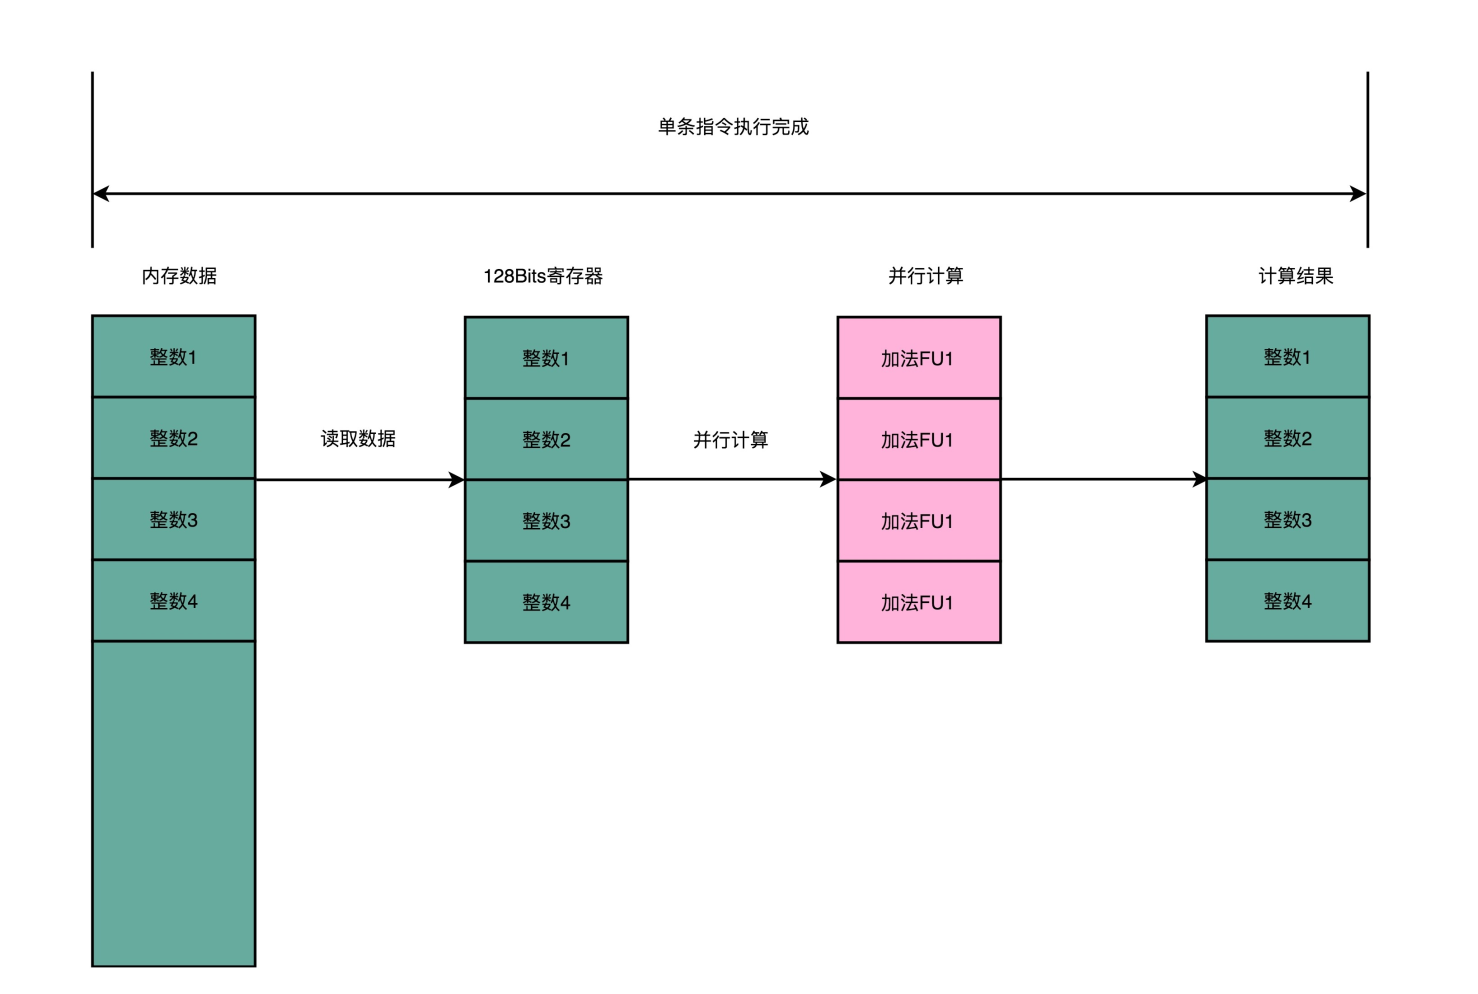 单条指令执行完成
内存数据
128Bits寄存器
并行计算
计算结果
整数1
整数2
整数3
整数4
读取数据
整数1
整数2
整数3
整数4
并行计算
加法FU1
加法FU1
加法FU1
加法FU1
整数1
整数2
整数3
整数4